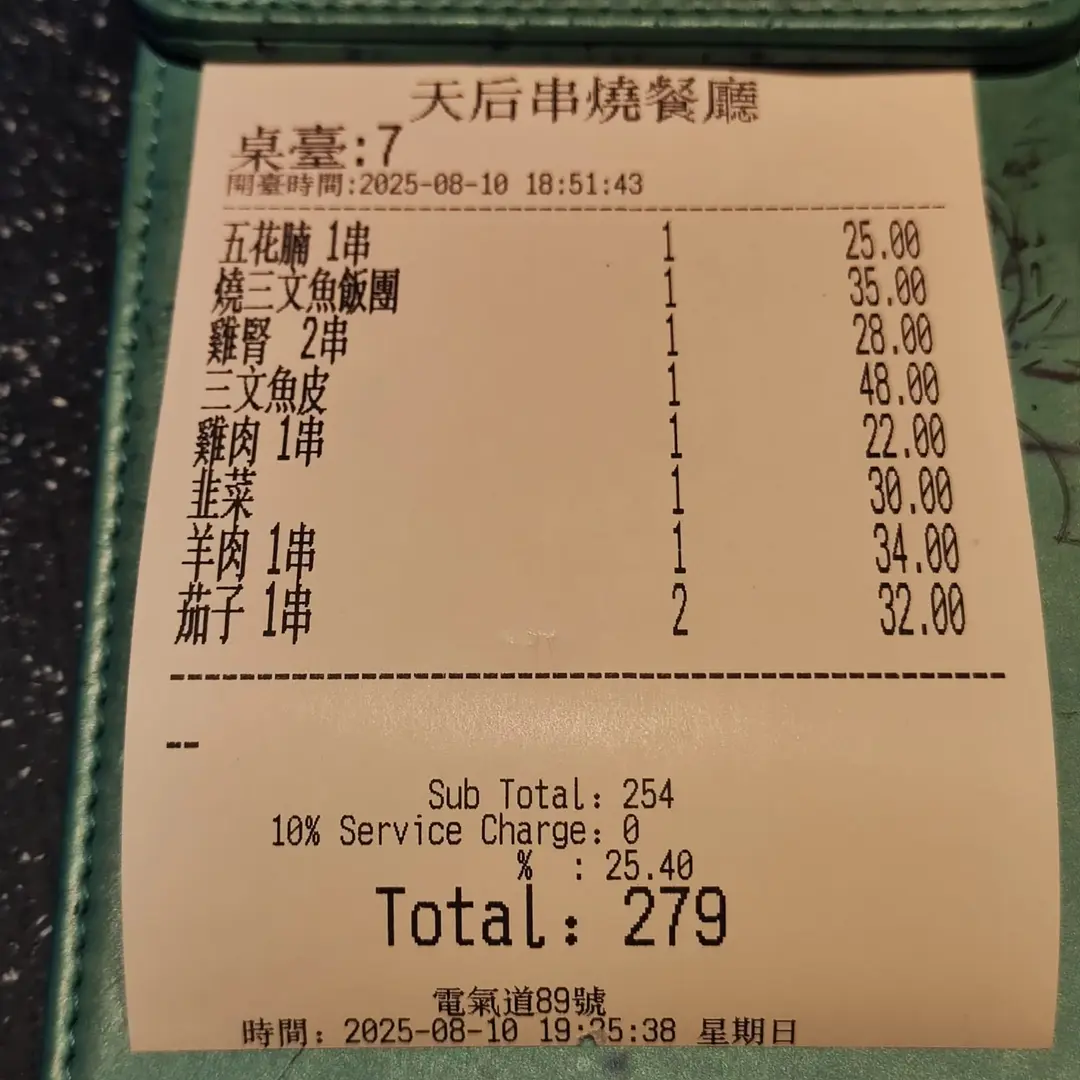 天后串燒餐廳
桌臺:7
開臺時間:2025-08-10 18:51:43
五花腩 1串 1 25.00
燒三文魚飯團 1 35.00
雞腎 2串 1 28.00
三文魚皮 1 48.00
雞肉 1串 1 22.00
韭菜 1 30.00
羊肉 1串 1 34.00
茄子 1串 2 32.00
--
Sub Total: 254
10% Service Charge: 0
% : 25.40
Total: 279
電氣道89號
時間: 2025-08-10 19:35:38 星期日